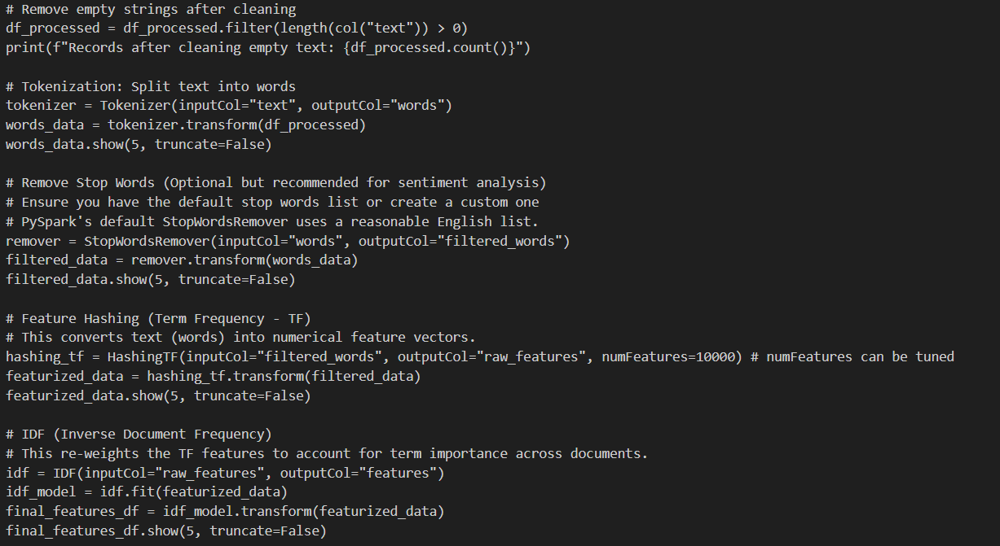 # Remove empty strings after cleaning
df_processed = df_processed.filter(length(col("text")) > 0)
print(f"Records after cleaning empty text: {df_processed.count()}")
# Tokenization: Split text into words
tokenizer = Tokenizer(inputCol="text", outputCol="words")
words_data = tokenizer.transform(df_processed)
words_data.show(5, truncate=False)
# Remove Stop Words (Optional but recommended for sentiment analysis)
# Ensure you have the default stop words list or create a custom one
# PySpark's default StopWordsRemover uses a reasonable English list.
remover = StopWordsRemover(inputCol="words", outputCol="filtered_words")
filtered_data = remover.transform(words_data)
filtered_data.show(5, truncate=False)
# Feature Hashing (Term Frequency - TF)
# This converts text (words) into numerical feature vectors.
hashing_tf = HashingTF(inputCol="filtered_words", outputCol="raw_features", numFeatures=10000) # numFeatures can be tuned
featurized_data = hashing_tf.transform(filtered_data)
featurized_data.show(5, truncate=False)
# IDF (Inverse Document Frequency)
# This re-weights the TF features to account for term importance across documents.
idf = IDF(inputCol="raw_features", outputCol="features")
idf_model = idf.fit(featurized_data)
final_features_df = idf_model.transform(featurized_data)
final_features_df.show(5, truncate=False)